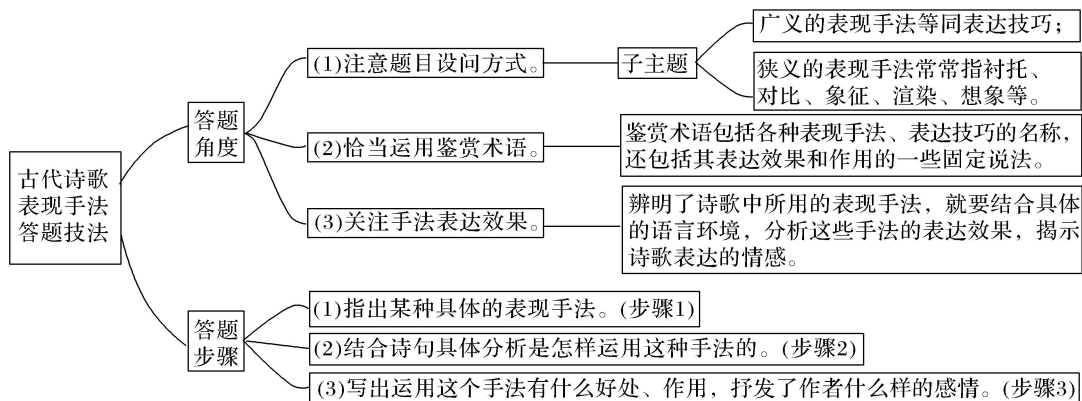 古代诗歌
表现手法
答题技法
答题
角度
(1)注意题目设问方式。
子主题
广义的表现手法等同表达技巧；
狭义的表现手法常常指衬托、
对比、象征、渲染、想象等。
(2)恰当运用鉴赏术语。
鉴赏术语包括各种表现手法、表达技巧的名称，
还包括其表达效果和作用的一些固定说法。
(3)关注手法表达效果。
辨明了诗歌中所用的表现手法，就要结合具体
的语言环境，分析这些手法的表达效果，揭示
诗歌表达的情感。
答题
步骤
(1)指出某种具体的表现手法。(步骤1)
(2)结合诗句具体分析是怎样运用这种手法的。(步骤2)
(3)写出运用这个手法有什么好处、作用，抒发了作者什么样的感情。(步骤3)